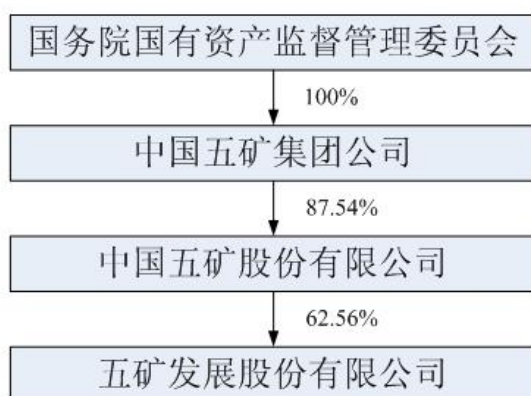 国务院国有资产监督管理委员会
100%
中国五矿集团公司
87.54%
中国五矿股份有限公司
62.56%
五矿发展股份有限公司